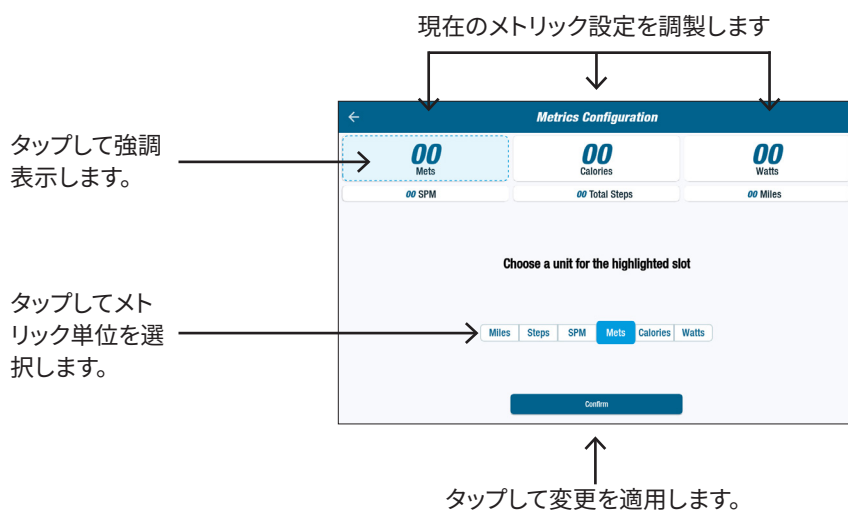 現在のメトリック設定を調製します
Metrics Configuration
タップして強調
表示します。
00 00 00
Mets Calories Watts
00 SPM 00 Total Steps 00 Miles
Choose a unit for the highlighted slot
タップしてメト
リック単位を選
択します。
Miles Steps SPM Mets Calories Watts
Confirm
タップして変更を適用します。